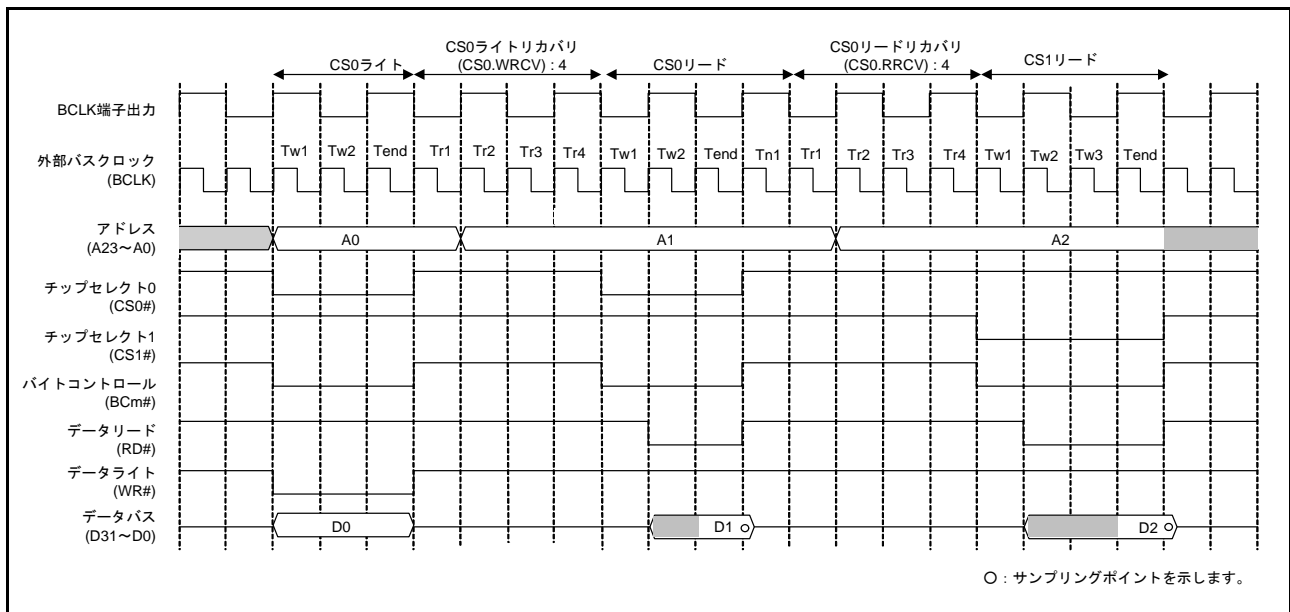 CS0ライト
CS0ライトリカバリ
(CS0.WRCV) : 4
CS0リード
CS0リードリカバリ
(CS0.RRCV) : 4
CS1リード
BCLK端子出力
外部バスクロック
(BCLK)
Tw1 Tw2 Tend Tr1 Tr2 Tr3 Tr4 Tw1 Tw2 Tend Tn1 Tr1 Tr2 Tr3 Tr4 Tw1 Tw2 Tw3 Tend
アドレス
(A23～A0)
A0 A1 A2
チップセレクト0
(CS0#)
チップセレクト1
(CS1#)
バイトコントロール
(BCm#)
データリード
(RD#)
データライト
(WR#)
データバス
(D31～D0)
D0 D1 D2
○：サンプリングポイントを示します。